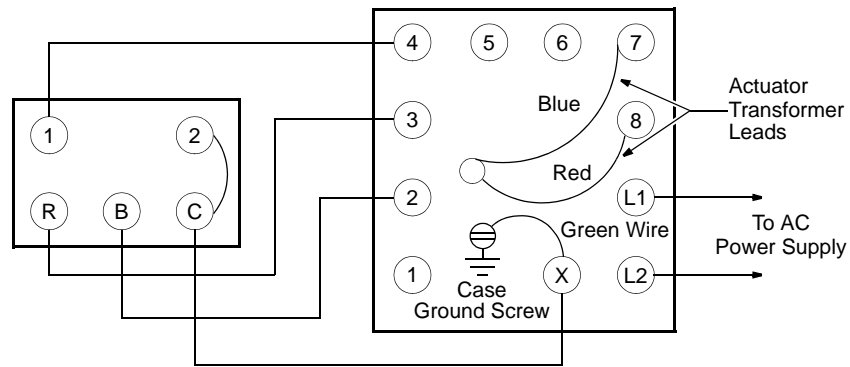 4 5 6 7
1 2
R B C
3
8
2
L1
1
X
L2
Blue
Red
Green Wire
Case
Ground Screw
Actuator
Transformer
Leads
To AC
Power Supply